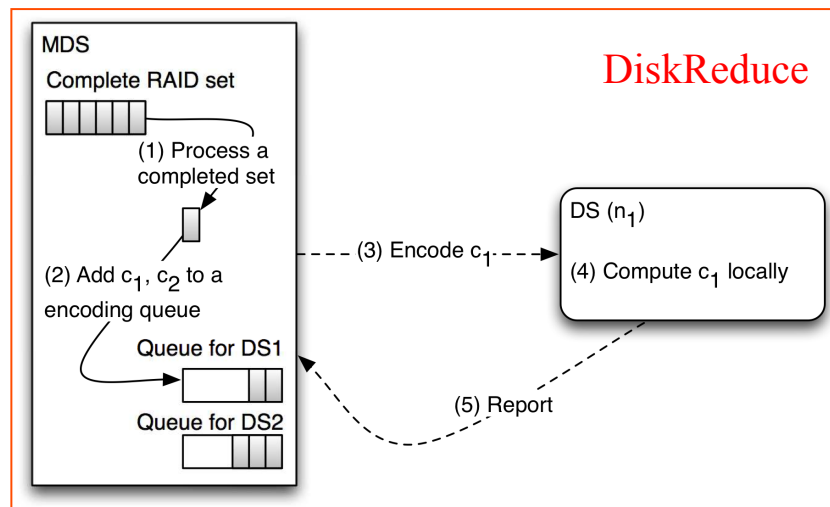 MDS
DiskReduce
Complete RAID set
(1) Process a
completed set
DS (n1)
(3) Encode c1
(2) Add c1, c2 to a
encoding queue
(4) Compute c1 locally
Queue for DS1
(5) Report
Queue for DS2